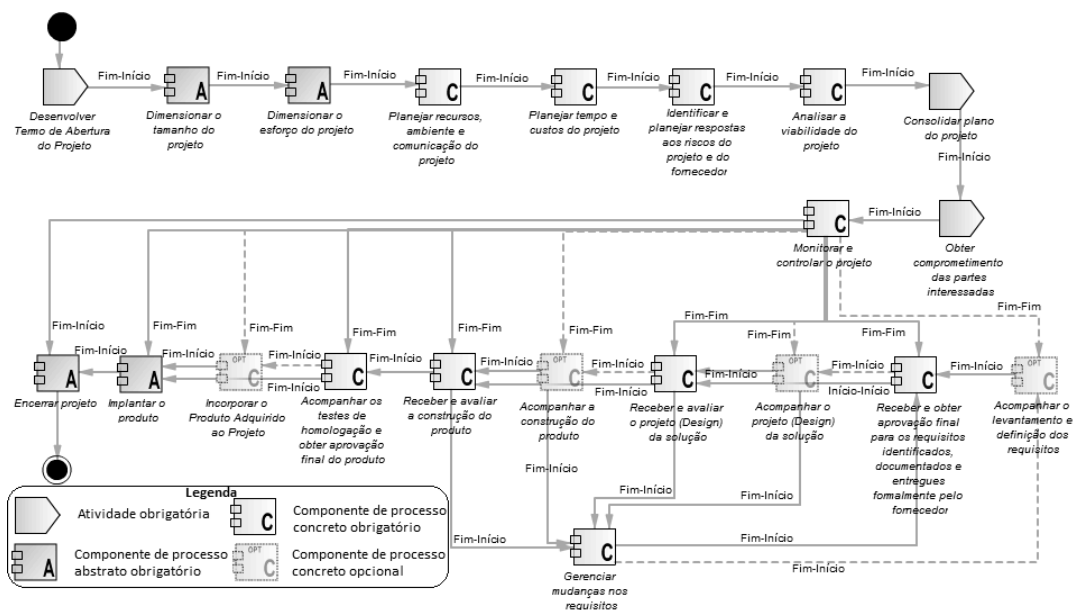 Fim-Início
Fim-Início
Fim-Início
Fim-Início
Fim-Início
Fim-Início
Fim-Início
A
A
C
C
C
C
Desenvolver
Termo de Abertura
do Projeto
Dimensionar o
tamanho do
projeto
Dimensionar o
esforço do projeto
Planejar recursos,
ambiente e
comunicação do
projeto
Planejar tempo e
custos do projeto
Identificar e
planejar respostas
aos riscos do
projeto e do
fornecedor
Analisar a
viabilidade do
projeto
Consolidar plano
do projeto
Fim-Início
Fim-Início
C
Monitorar e
controlar o projeto
Obter
comprometimento
das partes
interessadas
Fim-Início
Fim-Fim
Fim-Fim
Fim-Fim
Fim-Fim
Fim-Fim
Fim-Fim
Fim-Fim
Fim-Fim
Fim-Fim
Fim-Início
Fim-Início
Fim-Início
Fim-Início
Fim-Início
Fim-Início
Fim-Início
Fim-Início
Fim-Início
Fim-Início
Fim-Início
Início-Início
A
A
OPT
C
C
C
OPT
C
C
OPT
C
C
OPT
C
Encerrar projeto
Implantar o
produto
Incorporar o
Produto Adquirido
ao Projeto
Acompanhar os
testes de
homologação e
obter aprovação
final do produto
Receber e avaliar
a construção do
produto
Acompanhar a
construção do
produto
Receber e avaliar
o projeto (Design)
da solução
Acompanhar o
projeto (Design)
da solução
Receber e obter
aprovação final
para os requisitos
identificados,
documentados e
entregues
fomalmente pelo
fornecedor
Acompanhar o
levantamento e
definição dos
requisitos
Fim-Início
Fim-Início
Fim-Início
Fim-Início
Fim-Início
Fim-Início
Fim-Início
C
Gerenciar
mudanças nos
requisitos
Legenda
Atividade obrigatória
C
Componente de processo
concreto obrigatório
A
Componente de processo
abstrato obrigatório
OPT
C
Componente de processo
concreto opcional